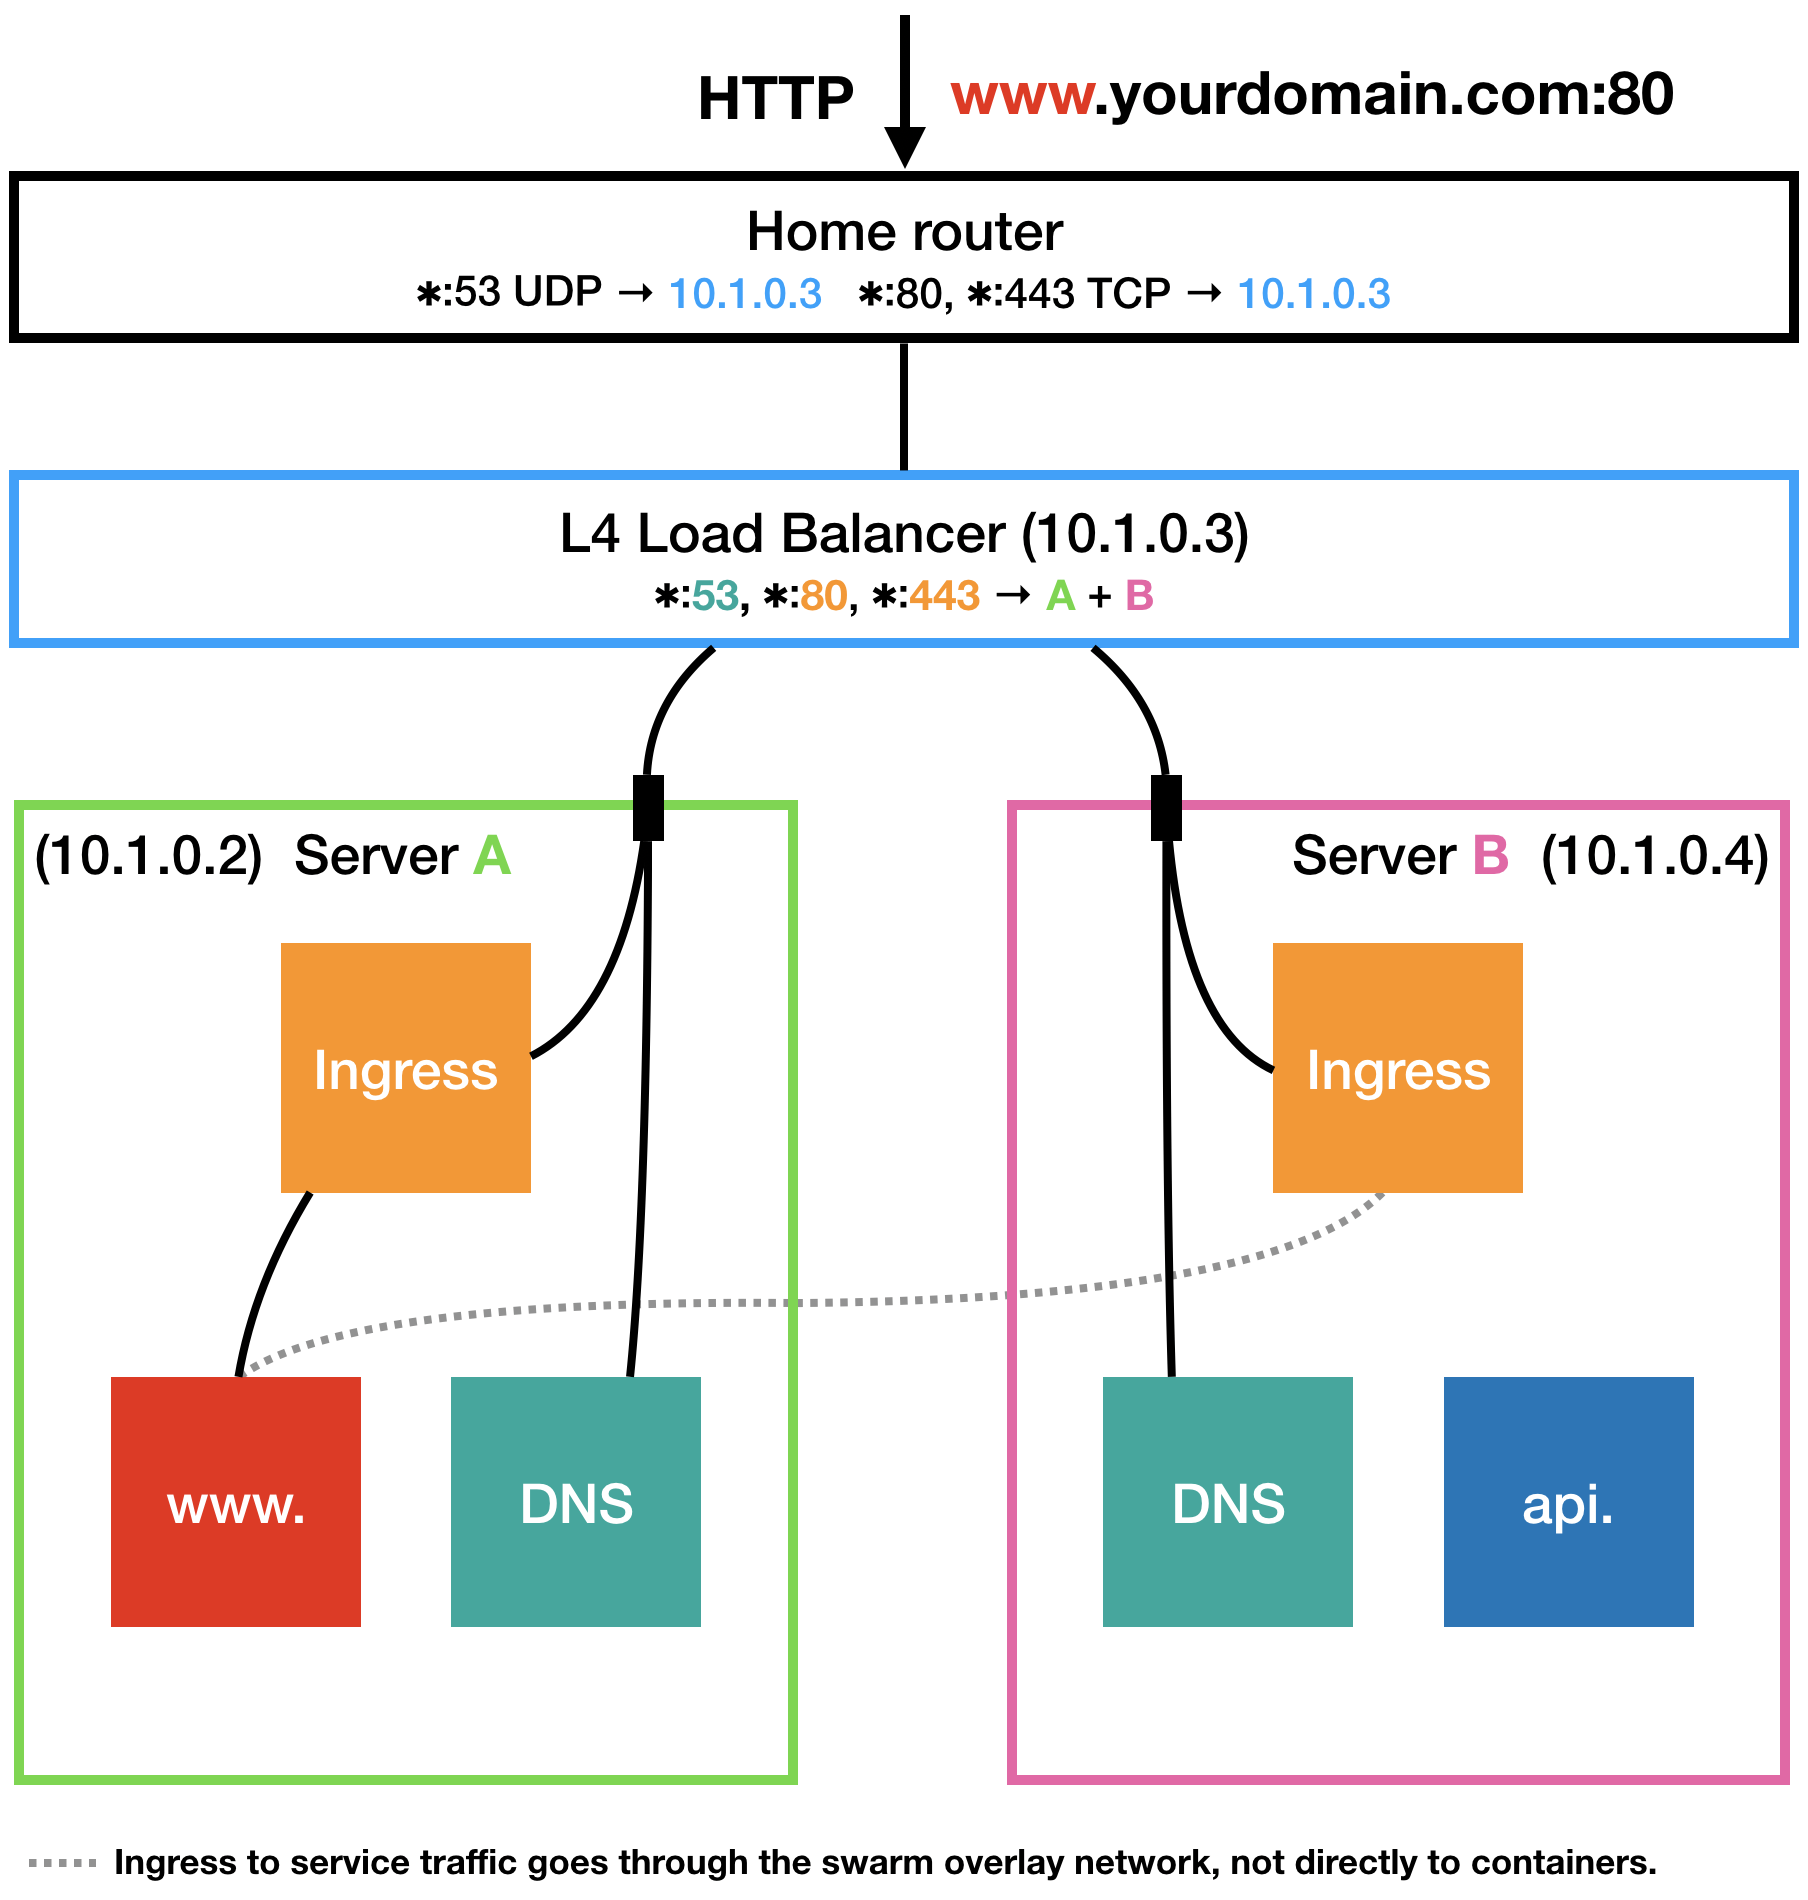 HTTP www.yourdomain.com:80
Home router
✱:53 UDP → 10.1.0.3 ✱:80, ✱:443 TCP → 10.1.0.3
L4 Load Balancer (10.1.0.3)
✱:53, ✱:80, ✱:443 → A + B
(10.1.0.2) Server A
Server B (10.1.0.4)
Ingress
Ingress
www.
DNS
DNS
api.
Ingress to service traffic goes through the swarm overlay network, not directly to containers.